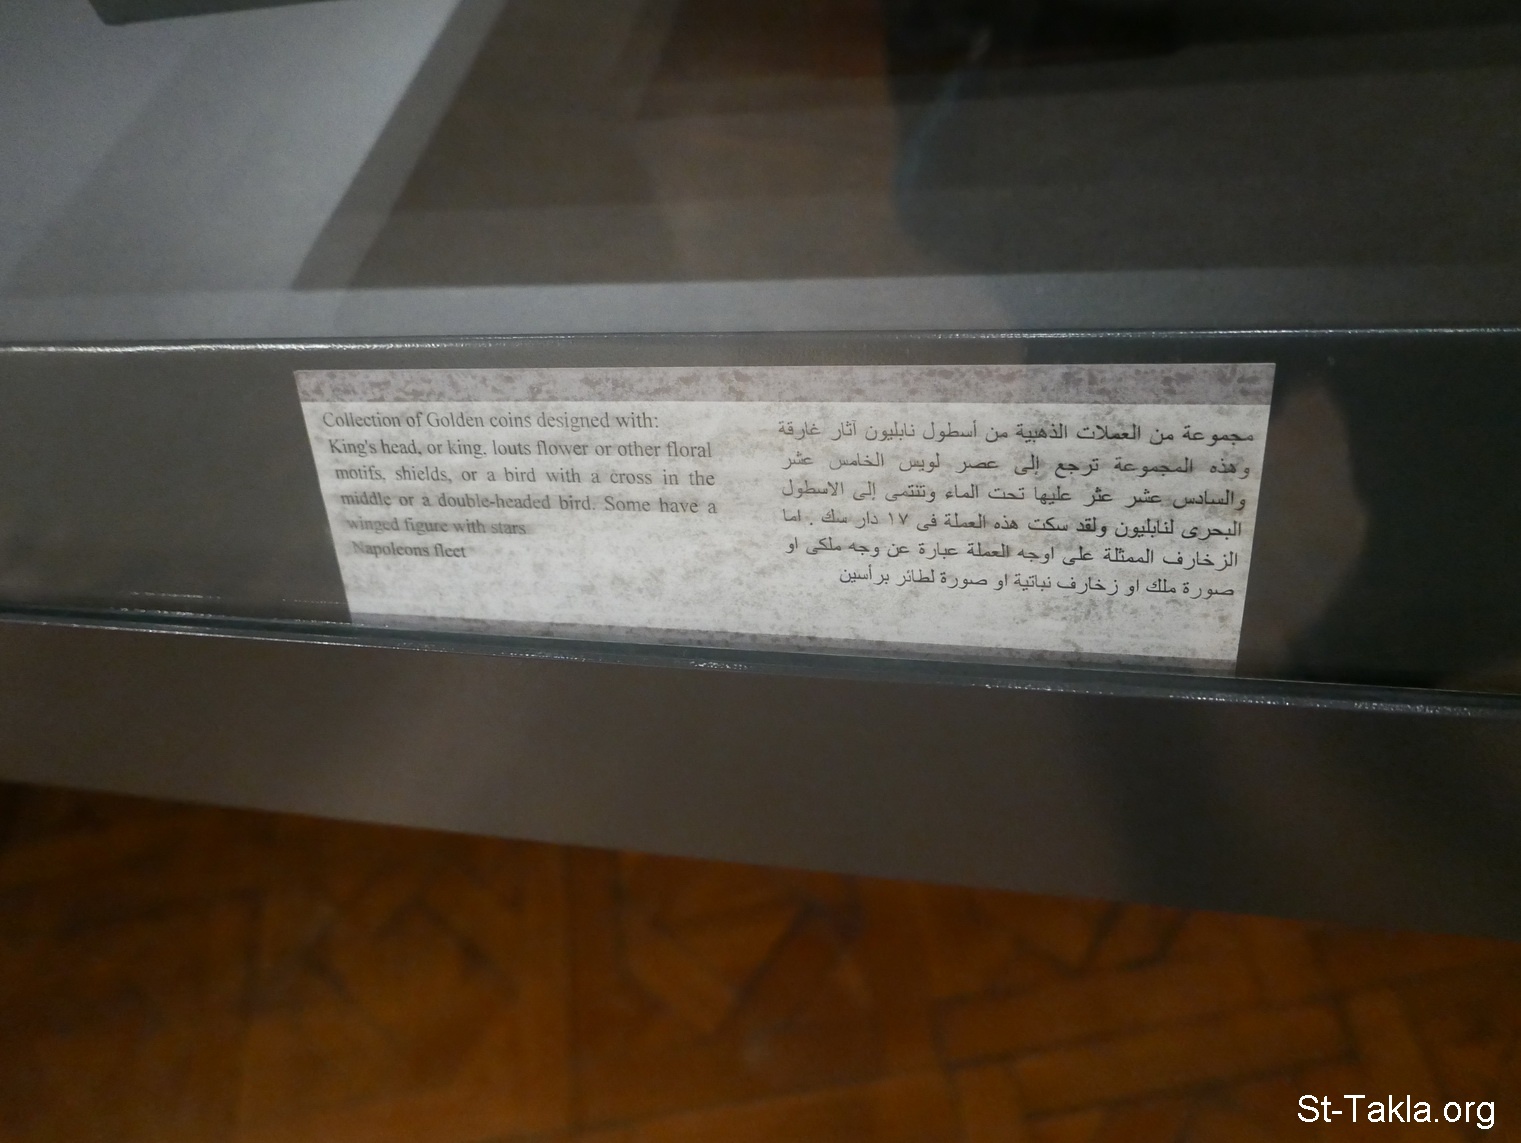 Collection of Golden coins designed with:
King's head, or king, louts flower or other floral
motifs, shields, or a bird with a cross in the
middle or a double-headed bird. Some have a
winged figure with stars
Napoleons fleet
مجموعة من العملات الذهبية من أسطول نابليون آثار غارقة
وهذه المجموعة ترجع إلى عصر لويس الخامس عشر
والسادس عشر عثر عليها تحت الماء وتنتمى إلى الاسطول
البحرى لنابليون ولقد سكت هذه العملة فى ١٧ دار سك . اما
الزخارف الممثلة على اوجه العملة عبارة عن وجه ملكى او
صورة ملك او زخارف نباتية او صورة لطائر برأسين
St-Takla.org